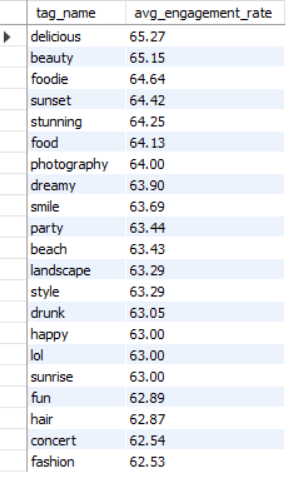 tag_name avg_engagement_rate
delicious 65.27
beauty 65.15
foodie 64.64
sunset 64.42
stunning 64.25
food 64.13
photography 64.00
dreamy 63.90
smile 63.69
party 63.44
beach 63.43
landscape 63.29
style 63.29
drunk 63.05
happy 63.00
lol 63.00
sunrise 63.00
fun 62.89
hair 62.87
concert 62.54
fashion 62.53